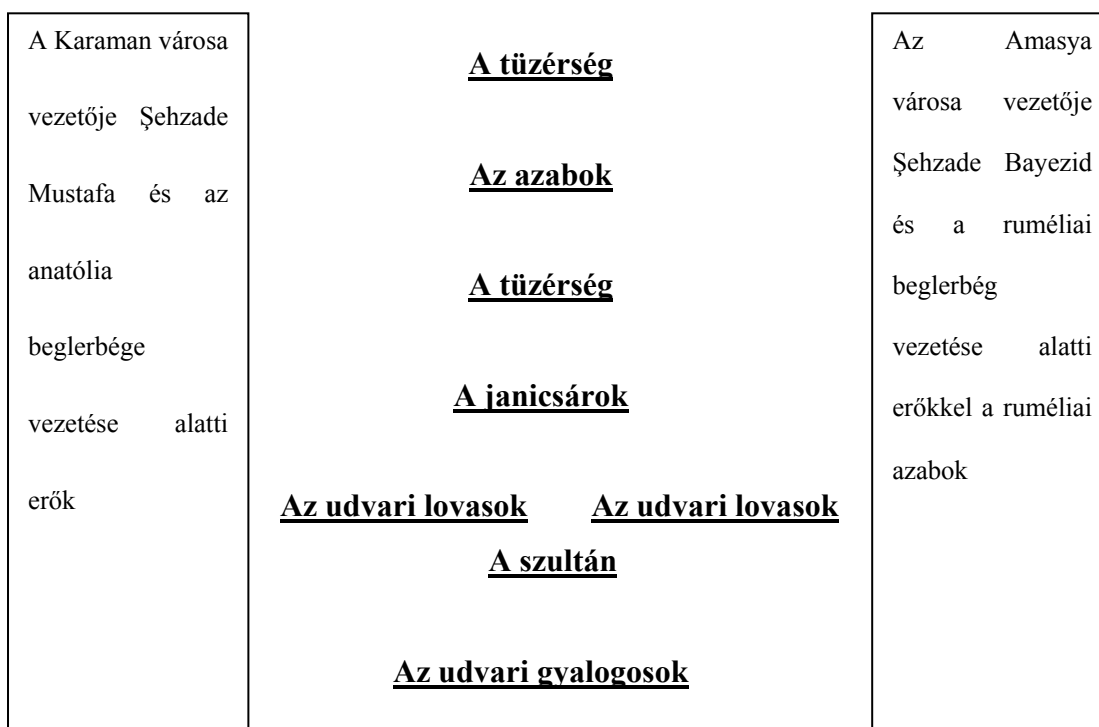 A Karaman városa
vezetője Şehzade
Mustafa és az
anatólia
beglerbége
vezetése alatti
erők
A tüzérség
Az azabok
A tüzérség
A janicsárok
Az udvari lovasok Az udvari lovasok
A szultán
Az udvari gyalogosok
Az Amasya
városa vezetője
Şehzade Bayezid
és a ruméliai
beglerbég
vezetése alatti
erőkkel a ruméliai
azabok